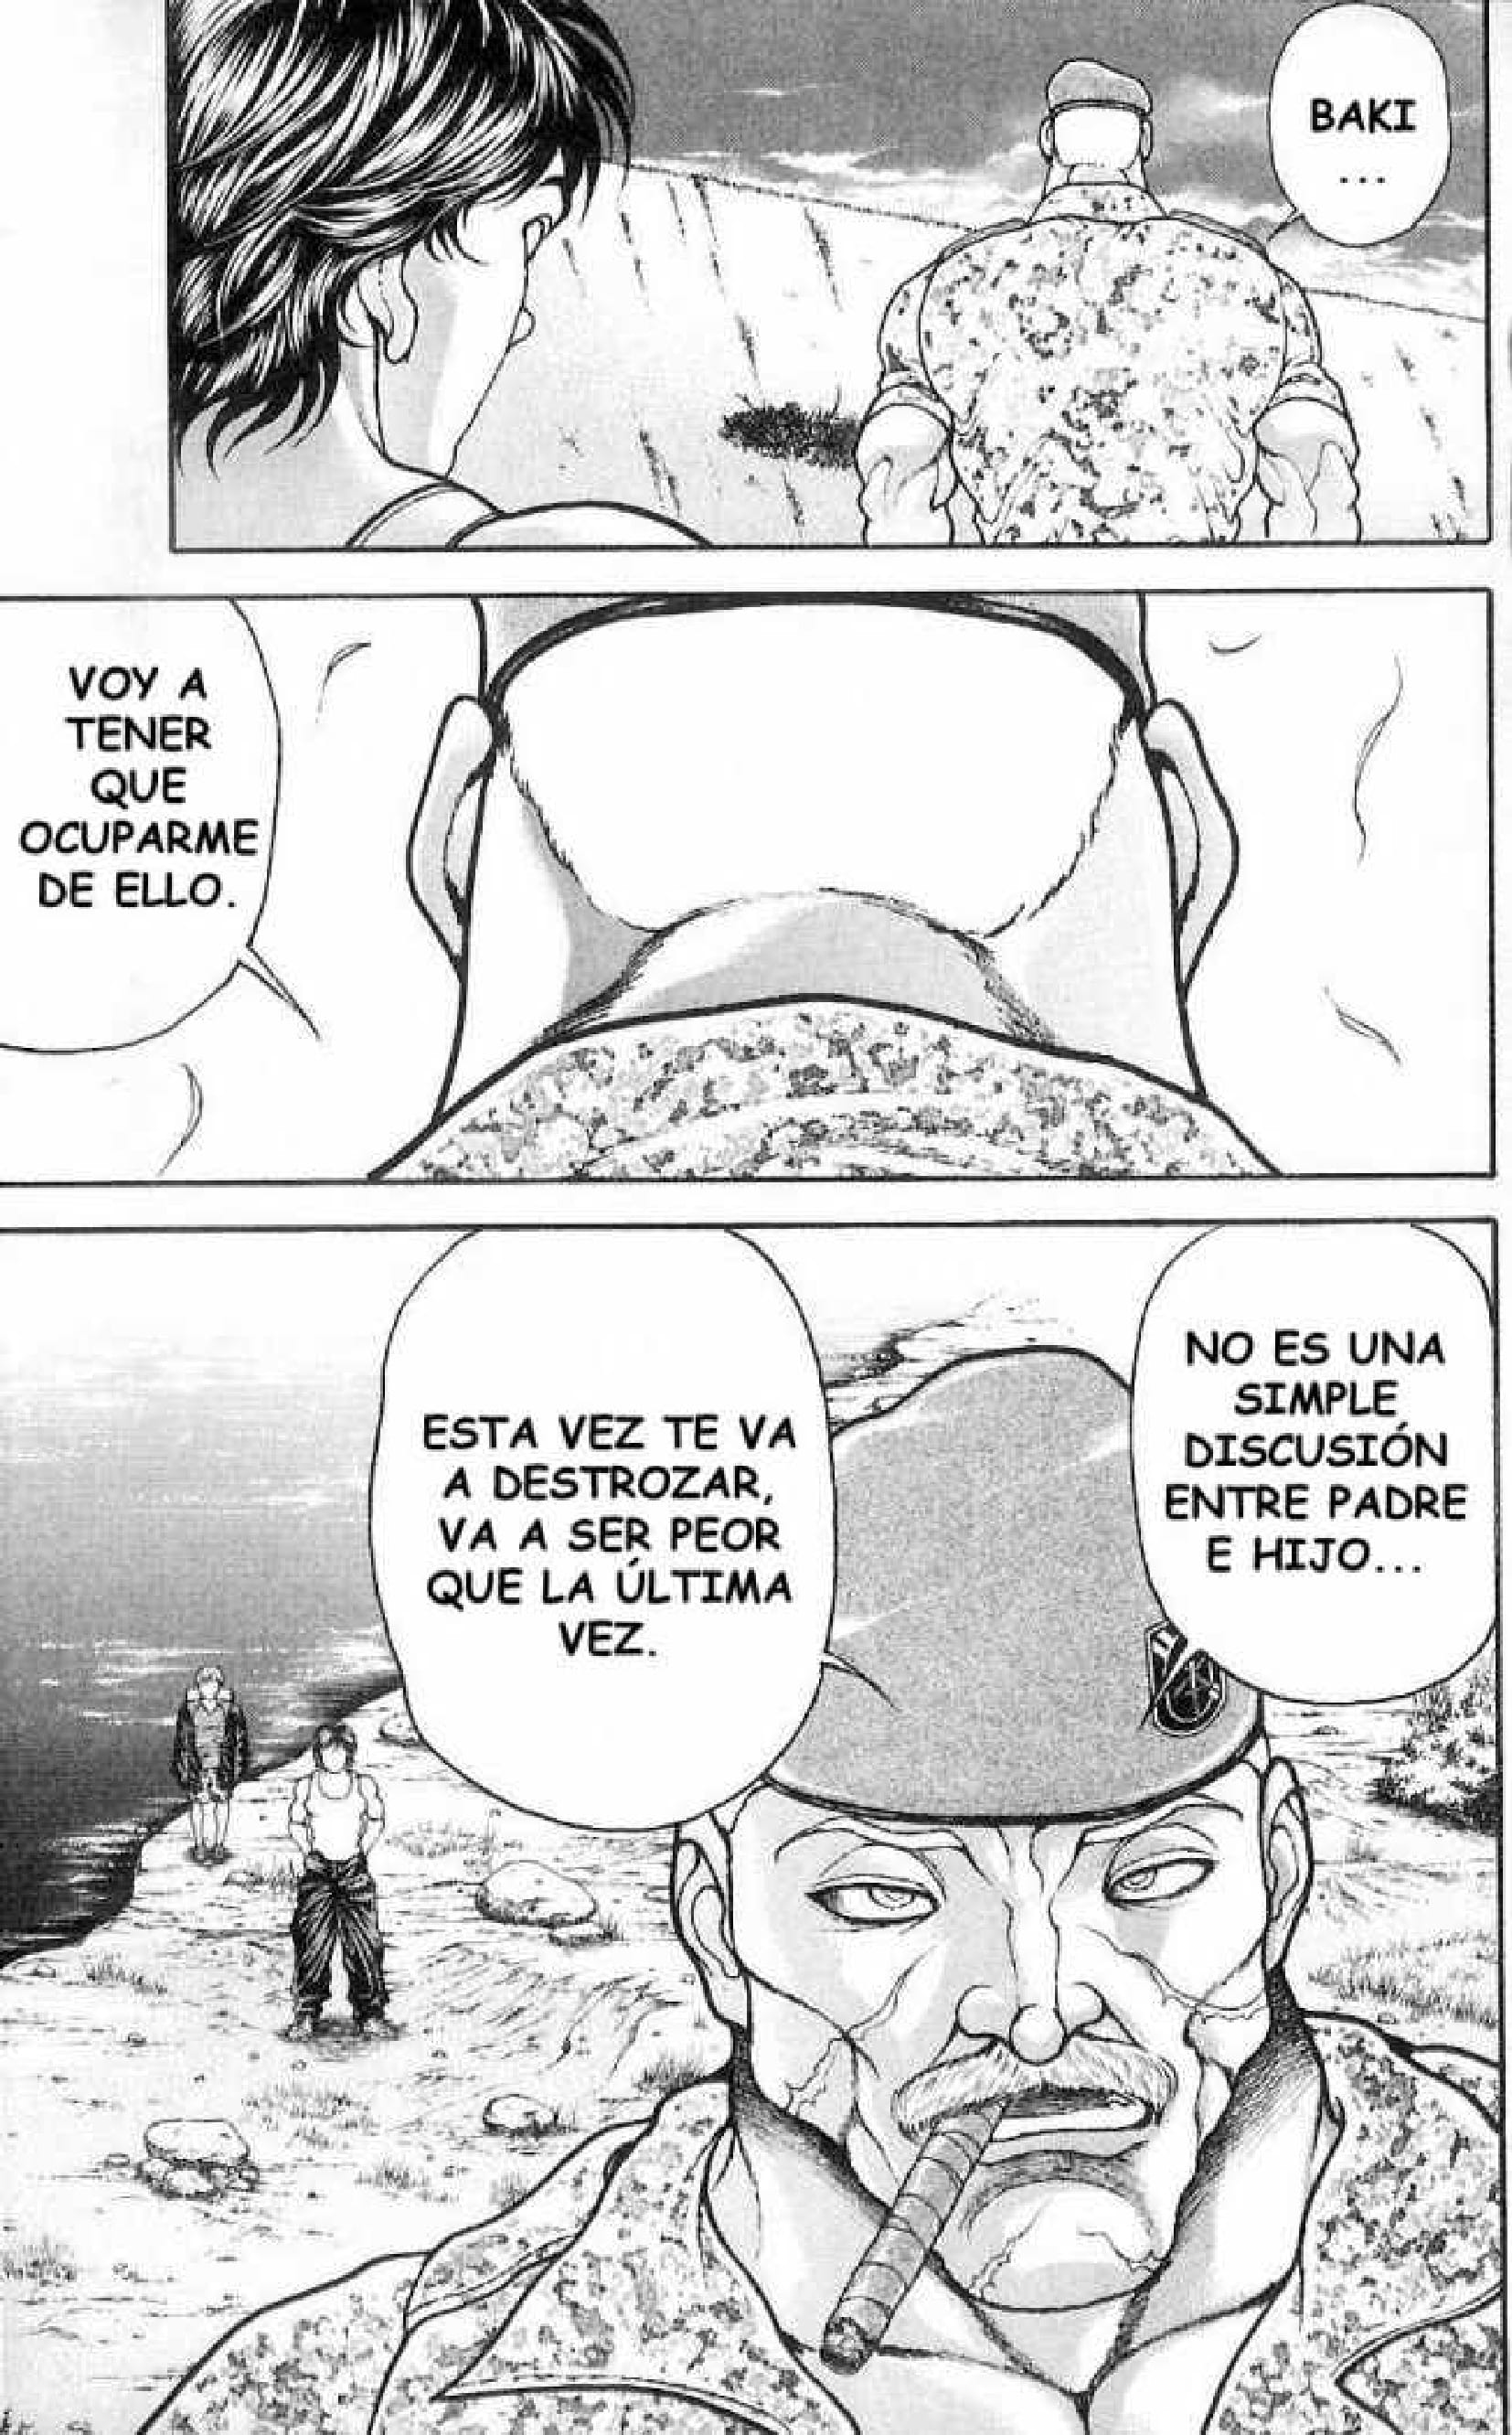 BAKI
...
VOY A
TENER
QUE
OCUPARME
DE ELLO.
NO ES UNA
SIMPLE
DISCUSIÓN
ENTRE PADRE
E HIJO...
ESTA VEZ TE VA
A DESTROZAR,
VA A SER PEOR
QUE LA ÚLTIMA
VEZ.